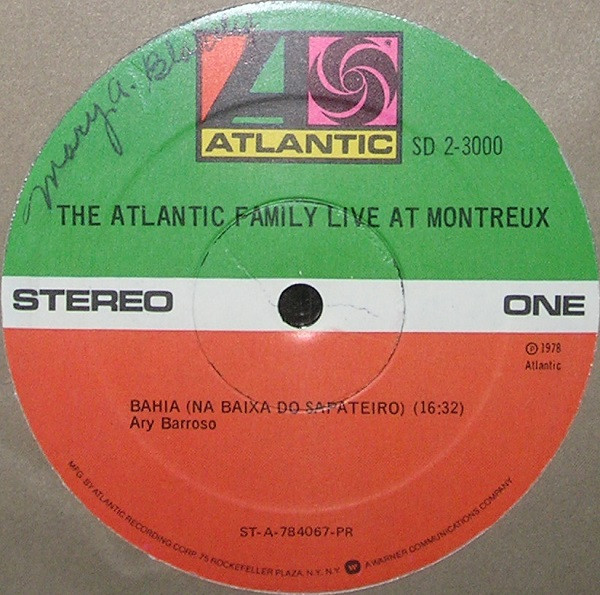 Mary A.
ATLANTIC
SD 2-3000
THE ATLANTIC FAMILY LIVE AT MONTREUX
STEREO
ONE
℗ 1978
Atlantic
BAHIA (NA BAIXA DO SAPATEIRO) (16:32)
Ary Barroso
ST-A-784067-PR
MFG. BY ATLANTIC RECORDING CORP. 75 ROCKEFELLER PLAZA, N.Y., N.Y. W A WARNER COMMUNICATIONS COMPANY